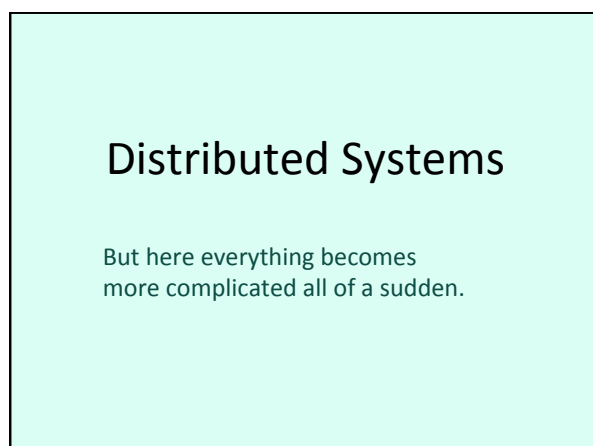 Distributed Systems
But here everything becomes
more complicated all of a sudden.